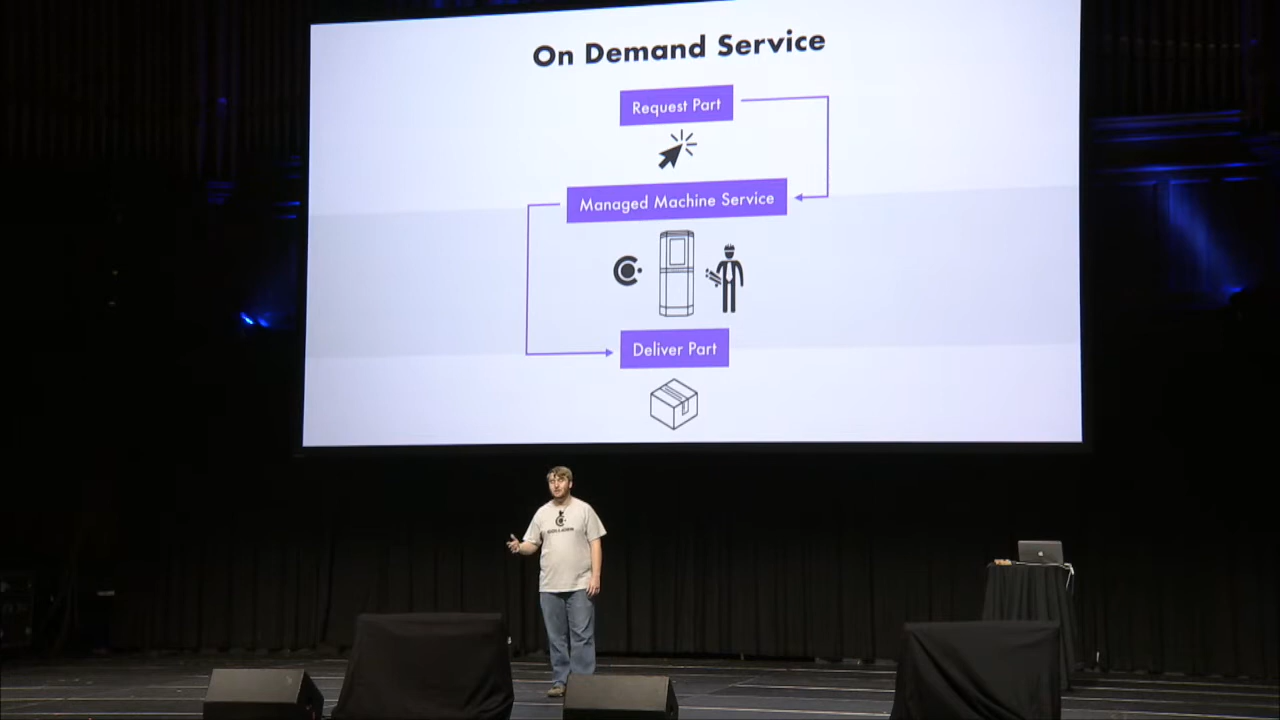 On Demand Service
Request Part
Managed Machine Service
Deliver Part